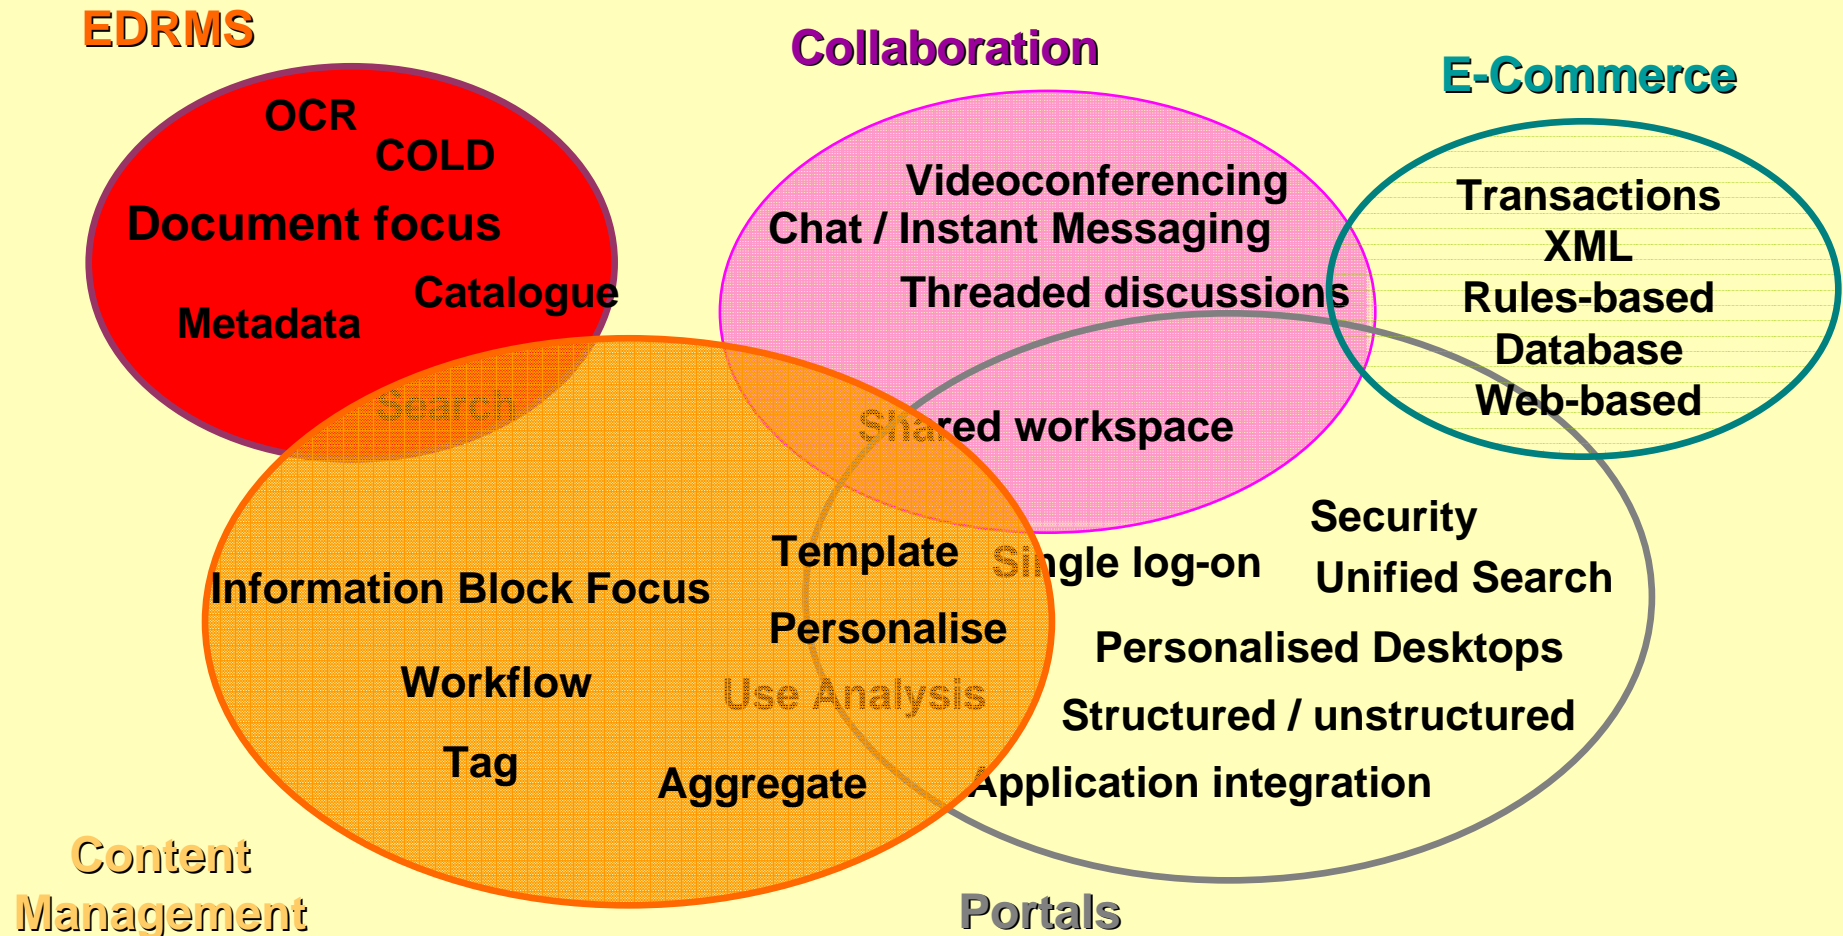 EDRMS
Collaboration
E-Commerce
OCR
COLD
Document focus
Catalogue
Metadata
Search
Videoconferencing
Chat / Instant Messaging
Threaded discussions
Shared workspace
Transactions
XML
Rules-based
Database
Web-based
Information Block Focus
Template
Personalise
Workflow
Use Analysis
Tag
Aggregate
Security
Single log-on
Unified Search
Personalised Desktops
Structured / unstructured
Application integration
Content
Management
Portals